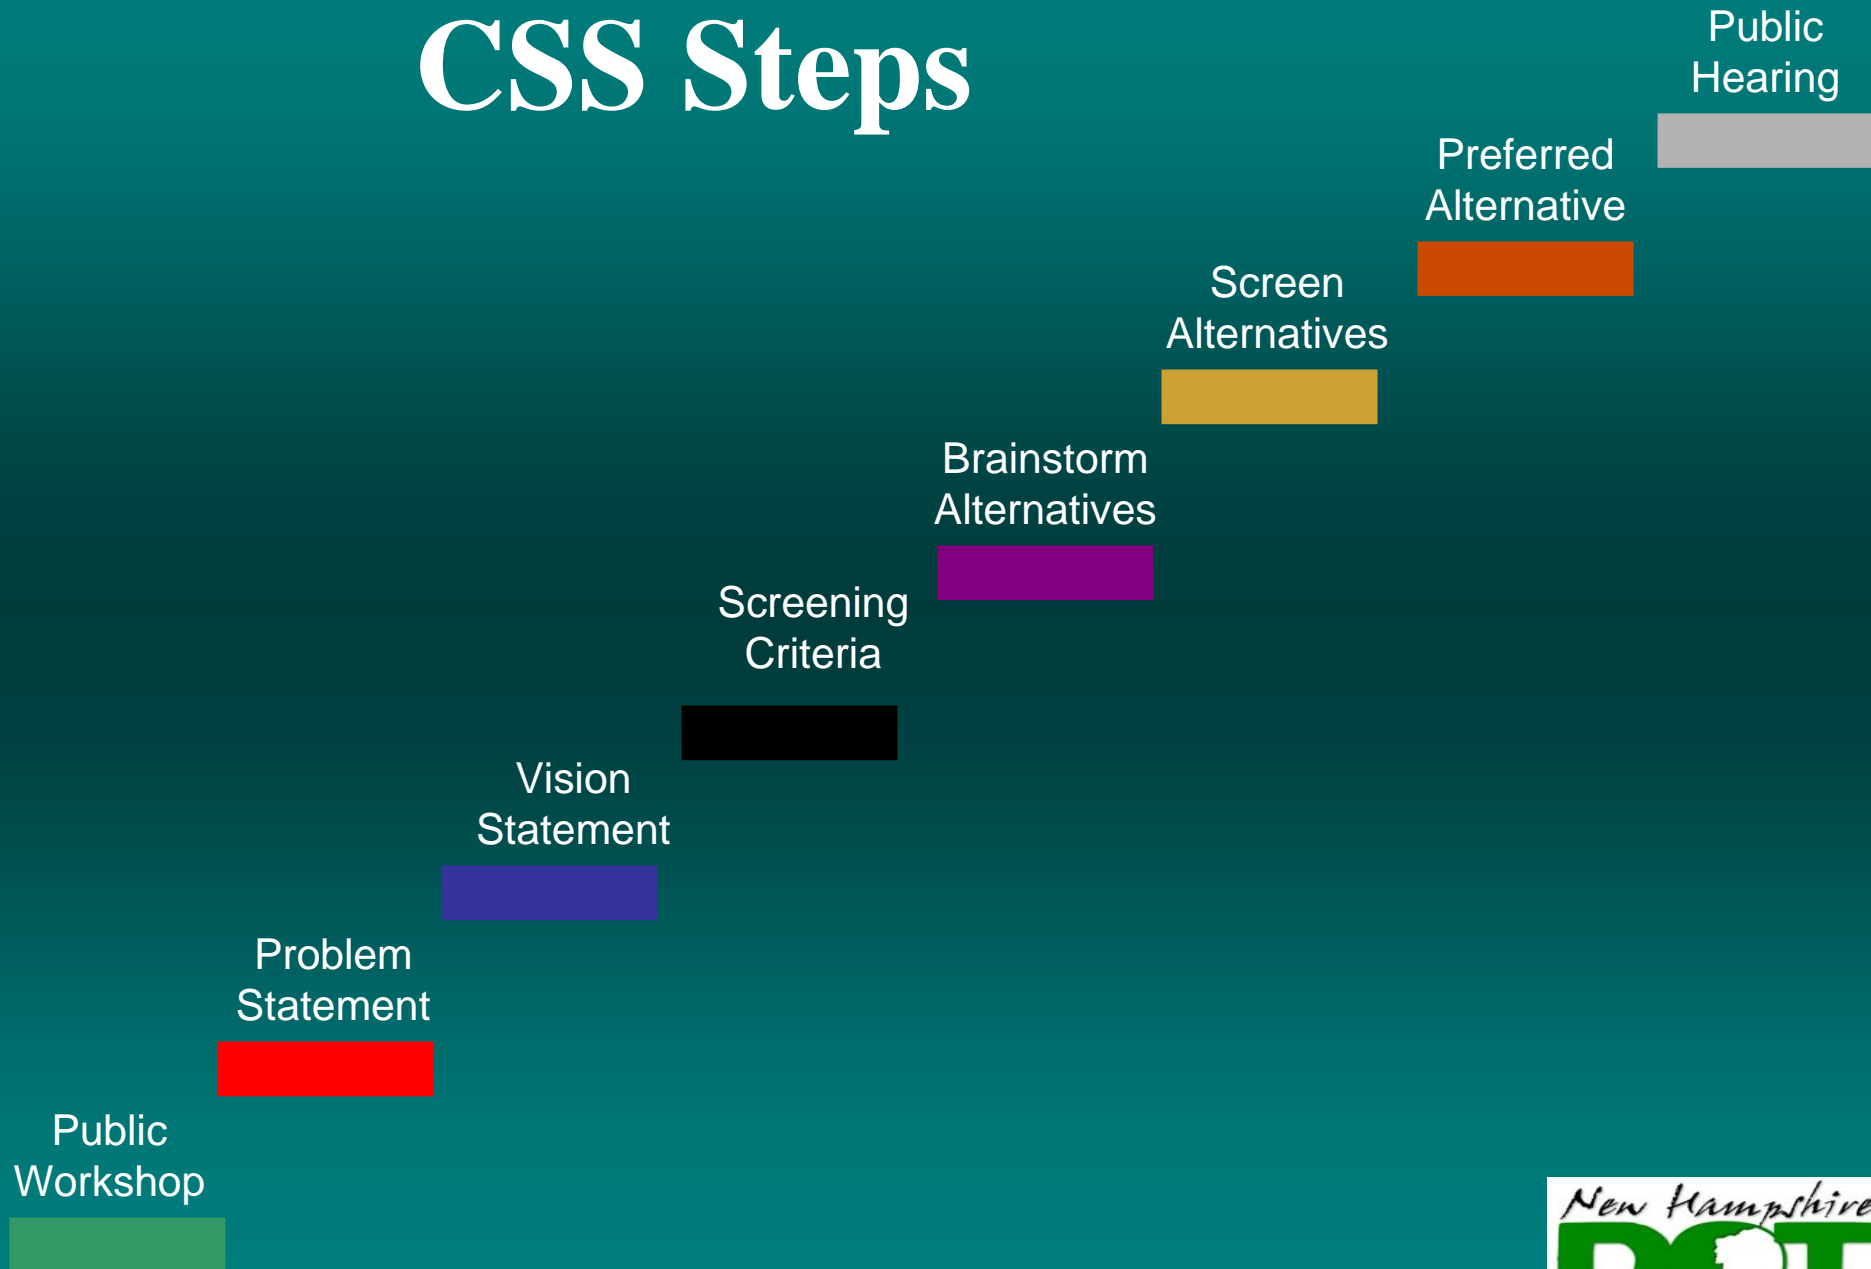 CSS Steps
Public
Hearing
Preferred
Alternative
Screen
Alternatives
Brainstorm
Alternatives
Screening
Criteria
Vision
Statement
Problem
Statement
Public
Workshop
New Hampshire
DOT